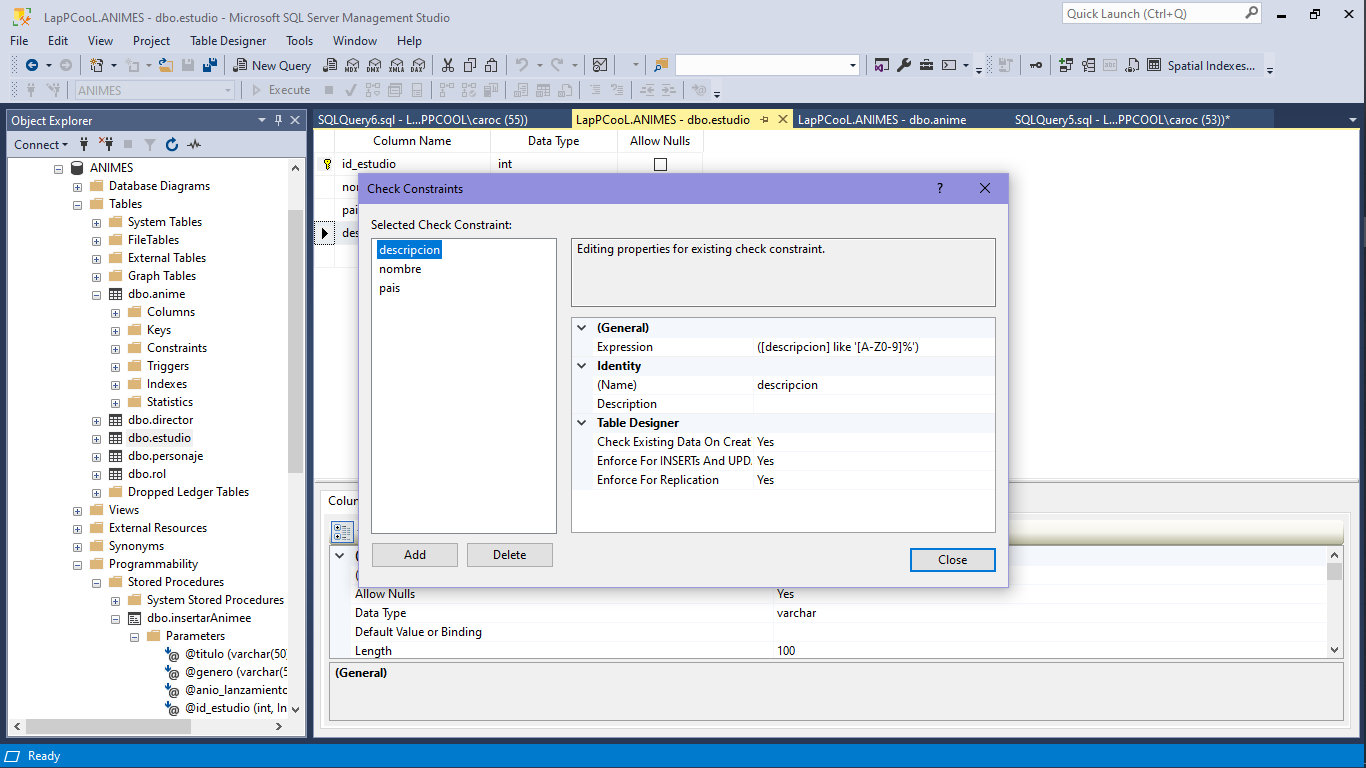 LapPCooL.ANIMES - dbo.estudio - Microsoft SQL Server Management Studio
Quick Launch (Ctrl+Q)
File Edit View Project Table Designer Tools Window Help
New Query MDX DMX XMLA DAX Spatial Indexes...
ANIMES Execute
Object Explorer
Connect
ANIMES
Database Diagrams
Tables
System Tables
FileTables
External Tables
Graph Tables
dbo.anime
Columns
Keys
Constraints
Triggers
Indexes
Statistics
dbo.director
dbo.estudio
dbo.personaje
dbo.rol
Dropped Ledger Tables
Views
External Resources
Synonyms
Programmability
Stored Procedures
System Stored Procedures
dbo.insertarAnimee
Parameters
@titulo (varchar(50)
@genero (varchar(5
@anio_lanzamiento
@id_estudio (int, In
SQLQuery6.sql - L...PPCOOL\caroc (55)) LapPCooL.ANIMES - dbo.estudio LapPCooL.ANIMES - dbo.anime SQLQuery5.sql - L...PPCOOL\caroc (53))*
Column Name Data Type Allow Nulls
id_estudio int
nor
pai
des
Check Constraints ?
Selected Check Constraint:
descripcion
nombre
pais
Editing properties for existing check constraint.
(General)
Expression ([descripcion] like '[A-Z0-9]%')
Identity
(Name) descripcion
Description
Table Designer
Check Existing Data On Creat Yes
Enforce For INSERTs And UPD. Yes
Enforce For Replication Yes
Add Delete Close
Colum
Allow Nulls Yes
Data Type varchar
Default Value or Binding
Length 100
(General)
Ready